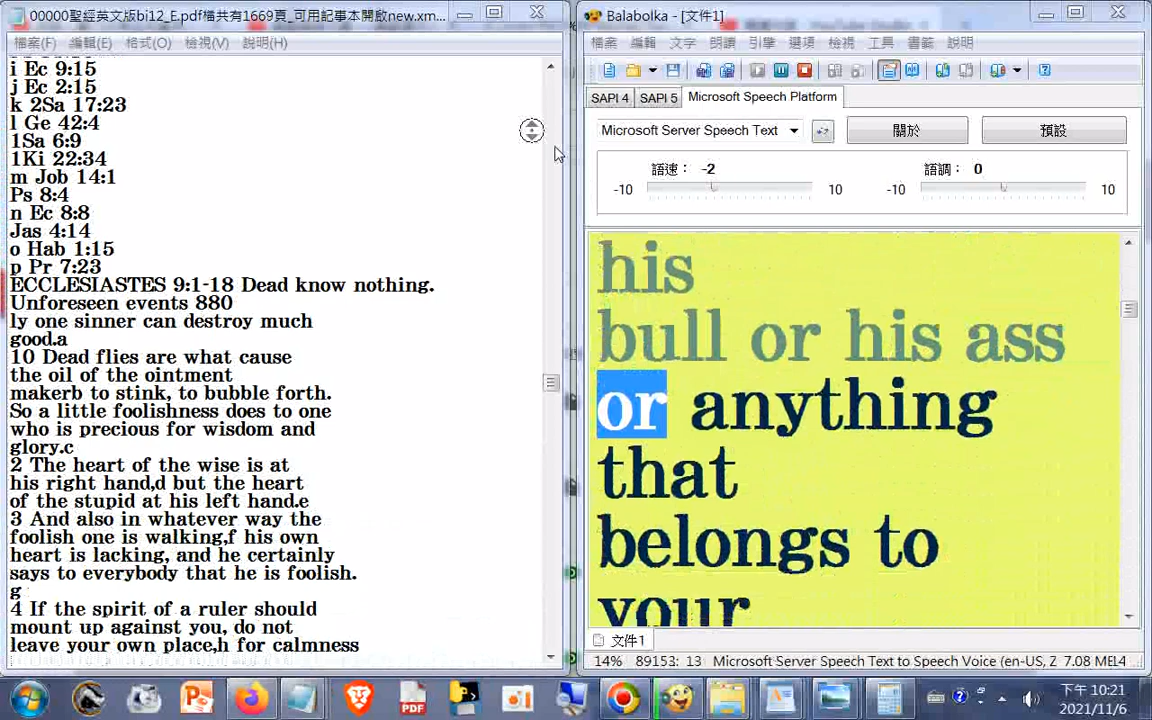 00000聖經英文版bi12_E.pdf檔共有1669頁_可用記事本開啟new.xm...
檔案(F) 編輯(E) 格式(O) 檢視(V) 說明(H)
i Ec 9:15
j Ec 2:15
k 2Sa 17:23
l Ge 42:4
1Sa 6:9
1Ki 22:34
m Job 14:1
Ps 8:4
n Ec 8:8
Jas 4:14
o Hab 1:15
p Pr 7:23
ECCLESIASTES 9:1-18 Dead know nothing.
Unforeseen events 880
ly one sinner can destroy much
good.a
10 Dead flies are what cause
the oil of the ointment
makerb to stink, to bubble forth.
So a little foolishness does to one
who is precious for wisdom and
glory.c
2 The heart of the wise is at
his right hand,d but the heart
of the stupid at his left hand.e
3 And also in whatever way the
foolish one is walking,f his own
heart is lacking, and he certainly
says to everybody that he is foolish.
g
4 If the spirit of a ruler should
mount up against you, do not
leave your own place,h for calmness
Balabolka - [文件1]
檔案 編輯 文字 朗讀 引擎 選項 檢視 工具 書籤 說明
SAPI 4 SAPI 5 Microsoft Speech Platform
Microsoft Server Speech Text 關於 預設
語速： -2 語調： 0
-10 10 -10 10
his
bull or his ass
or anything
that
belongs to
your
文件1
14% 89153: 13 Microsoft Server Speech Text to Speech Voice (en-US, Z 7.08 ME
下午 10:21
2021/11/6